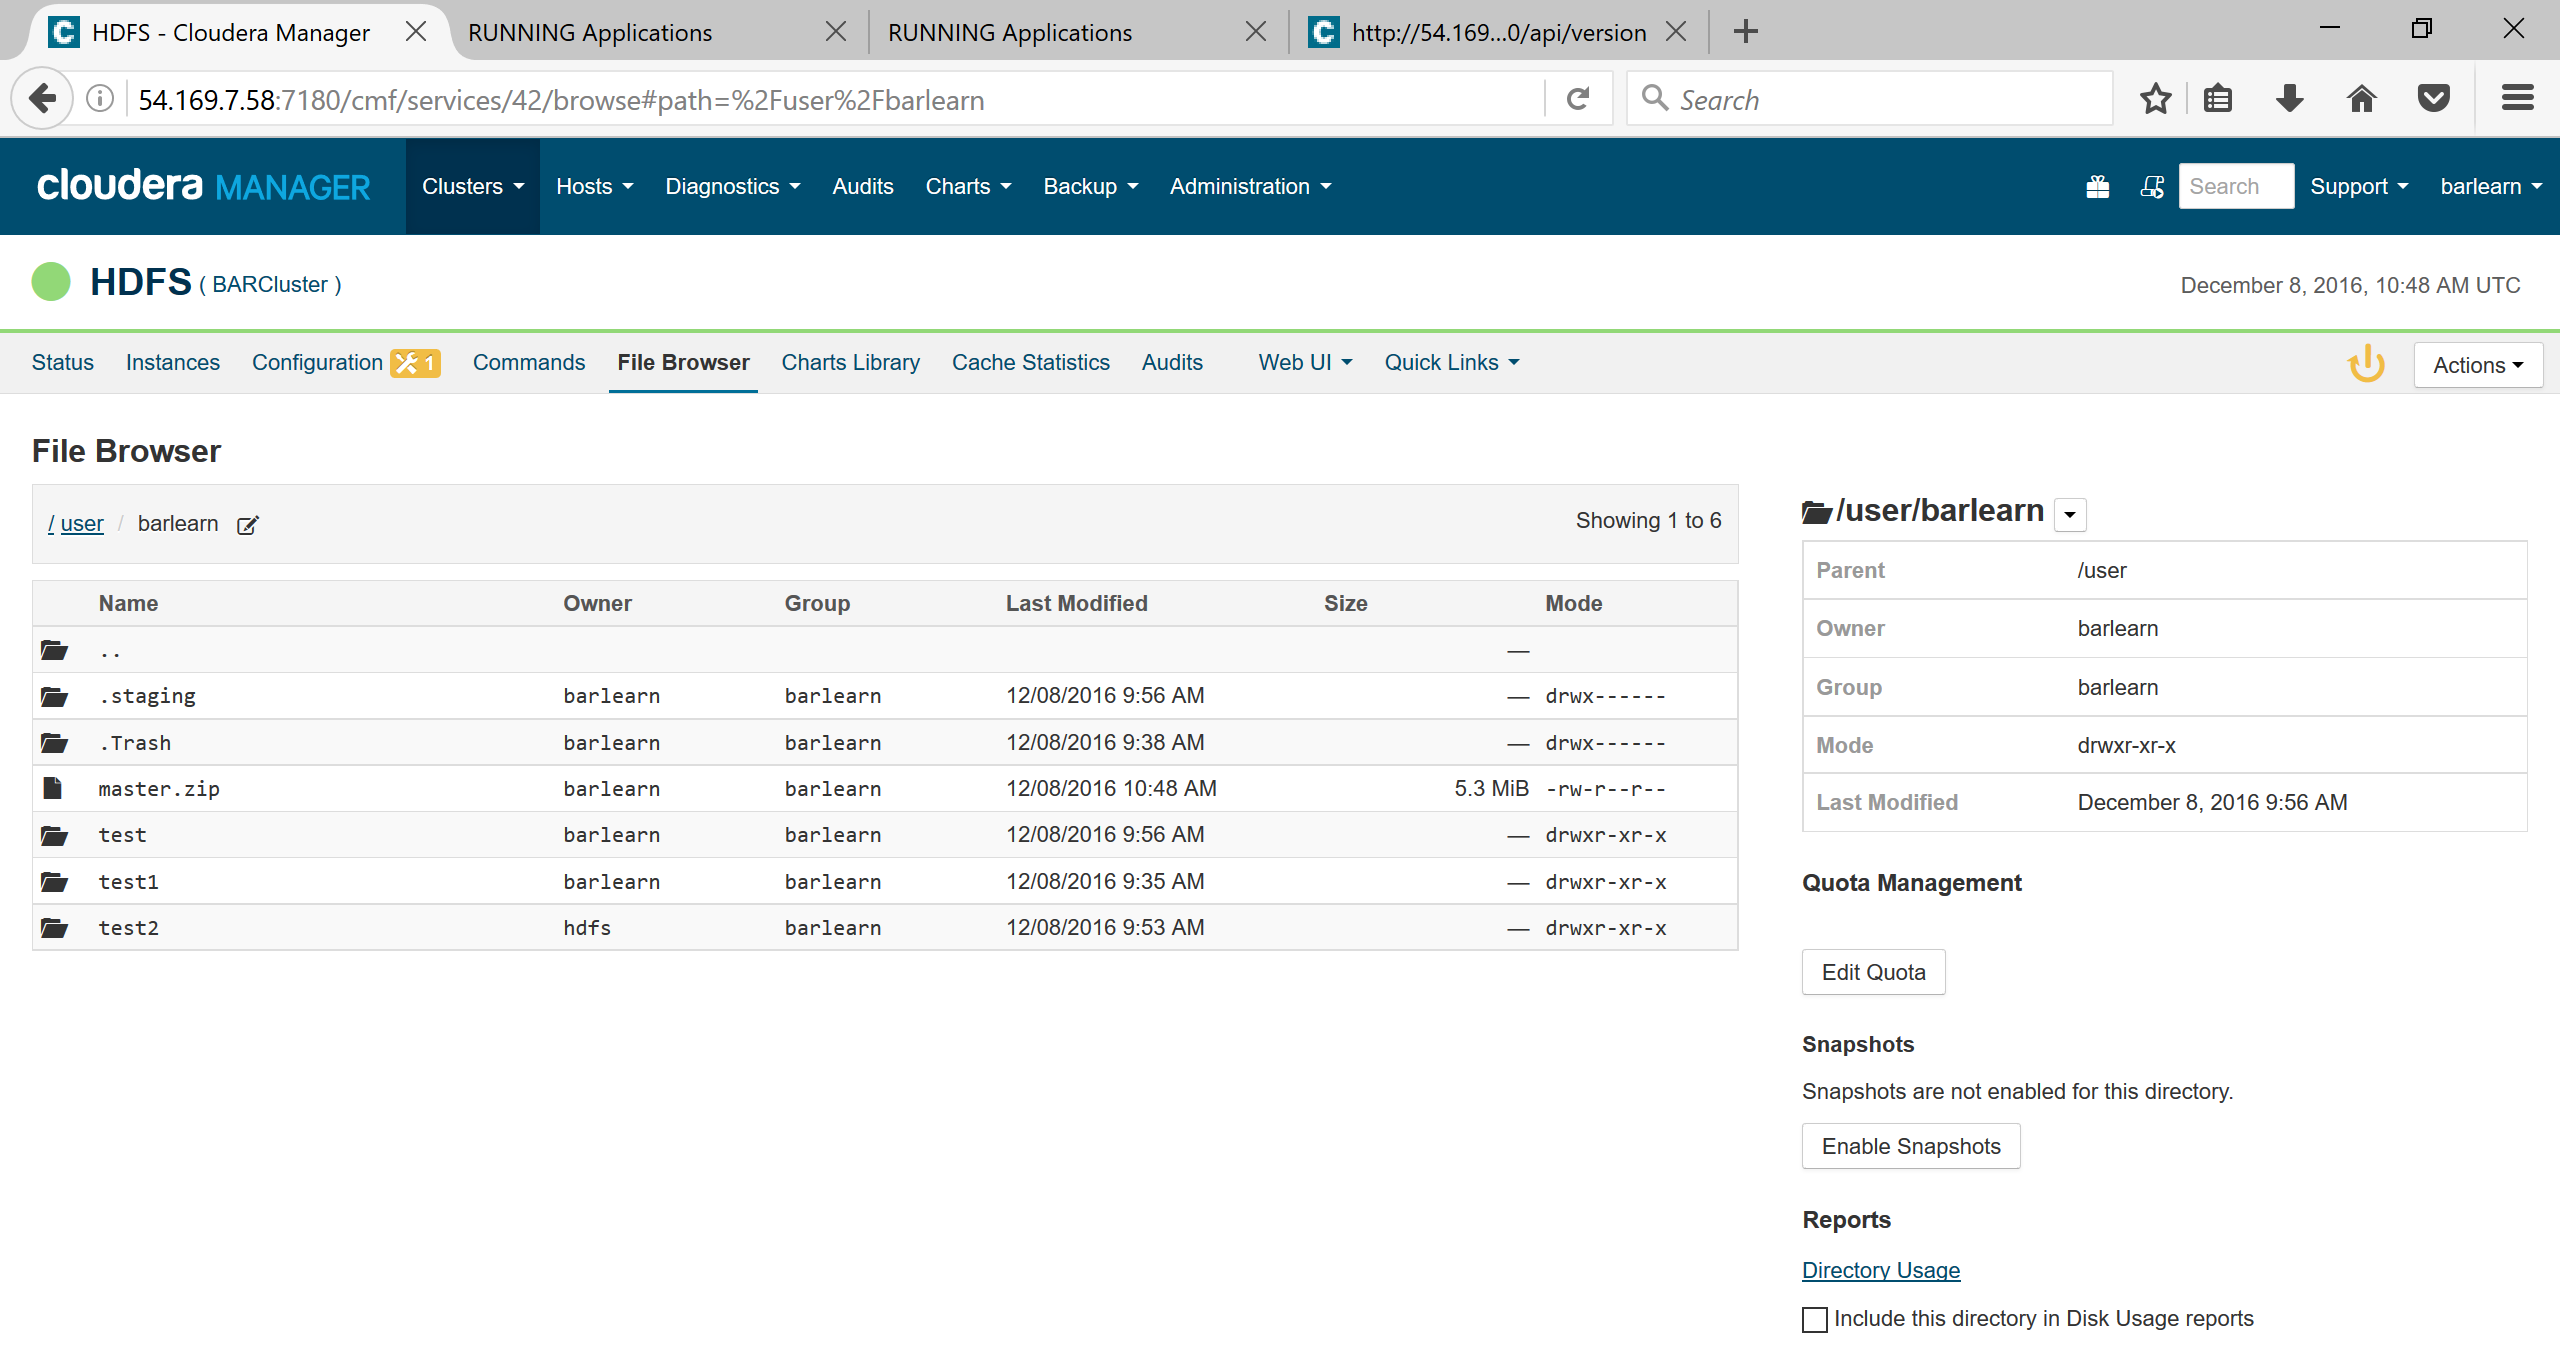 HDFS - Cloudera Manager RUNNING Applications RUNNING Applications http://54.169...0/api/version
54.169.7.58:7180/cmf/services/42/browse#path=%2Fuser%2Fbarlearn Search
cloudera MANAGER Clusters Hosts Diagnostics Audits Charts Backup Administration Search Support barlearn
HDFS ( BARCluster ) December 8, 2016, 10:48 AM UTC
Status Instances Configuration 1 Commands File Browser Charts Library Cache Statistics Audits Web UI Quick Links Actions
File Browser
/ user / barlearn Showing 1 to 6
Name Owner Group Last Modified Size Mode
.. —
.staging barlearn barlearn 12/08/2016 9:56 AM — drwx------
.Trash barlearn barlearn 12/08/2016 9:38 AM — drwx------
master.zip barlearn barlearn 12/08/2016 10:48 AM 5.3 MiB -rw-r--r--
test barlearn barlearn 12/08/2016 9:56 AM — drwxr-xr-x
test1 barlearn barlearn 12/08/2016 9:35 AM — drwxr-xr-x
test2 hdfs barlearn 12/08/2016 9:53 AM — drwxr-xr-x
/user/barlearn
Parent /user
Owner barlearn
Group barlearn
Mode drwxr-xr-x
Last Modified December 8, 2016 9:56 AM
Quota Management
Edit Quota
Snapshots
Snapshots are not enabled for this directory.
Enable Snapshots
Reports
Directory Usage
Include this directory in Disk Usage reports